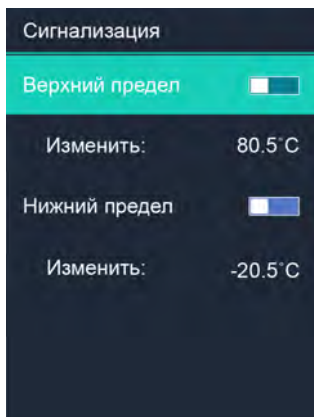 Сигнализация
Верхний предел
Изменить: 80.5°C
Нижний предел
Изменить: -20.5°C